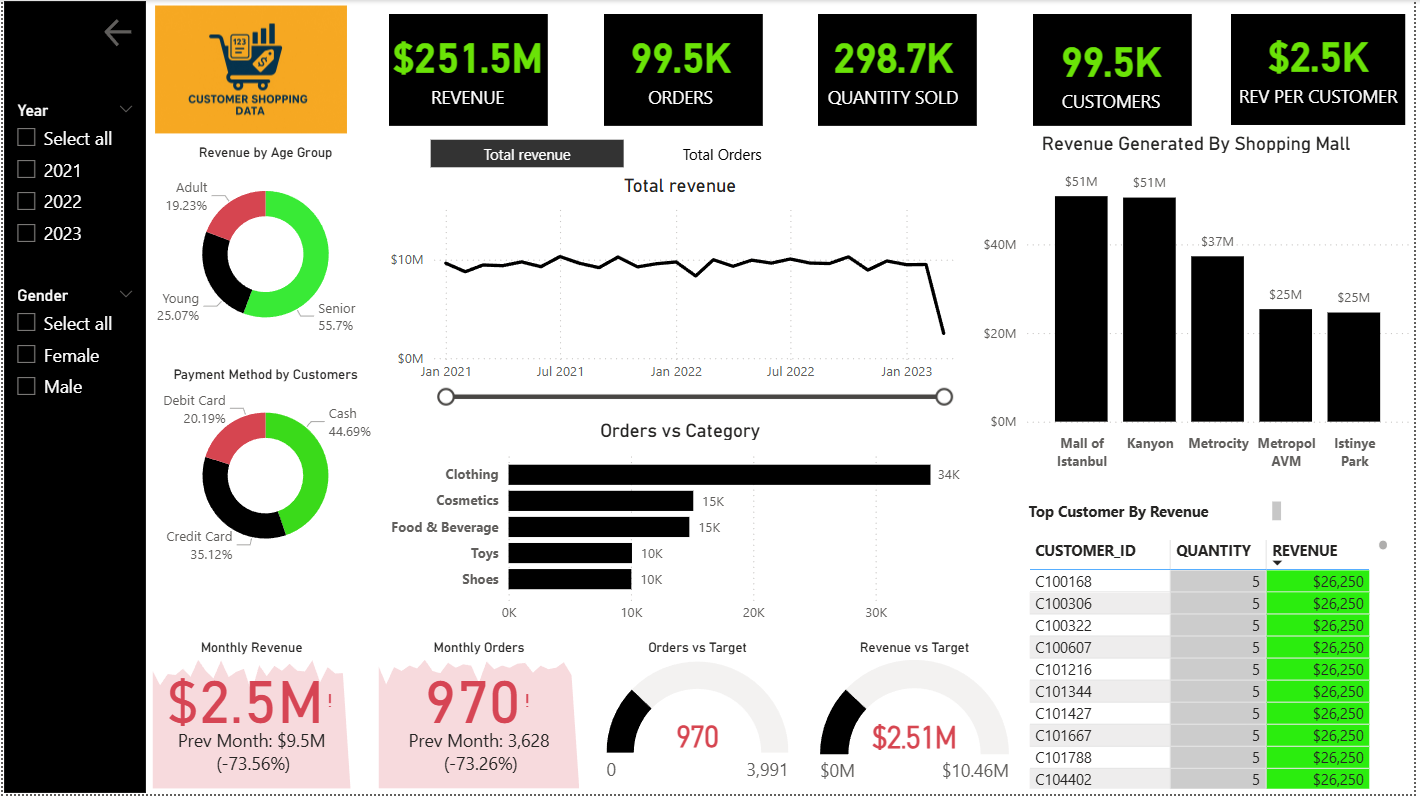 Year
Select all
2021
2022
2023
Gender
Select all
Female
Male
123
$
CUSTOMER SHOPPING
DATA
$251.5M
REVENUE
99.5K
ORDERS
298.7K
QUANTITY SOLD
99.5K
CUSTOMERS
$2.5K
REV PER CUSTOMER
Revenue by Age Group
Adult
19.23%
Young
25.07%
Senior
55.7%
Payment Method by Customers
Debit Card
20.19%
Cash
44.69%
Credit Card
35.12%
Total revenue
Total Orders
Total revenue
$10M
$0M
Jan 2021
Jul 2021
Jan 2022
Jul 2022
Jan 2023
Orders vs Category
Clothing 34K
Cosmetics 15K
Food & Beverage 15K
Toys 10K
Shoes 10K
0K 10K 20K 30K
Revenue Generated By Shopping Mall
$51M $51M $37M $25M $25M
$40M
$20M
$0M
Mall of
Istanbul
Kanyon
Metrocity
Metropol
AVM
Istinye
Park
Top Customer By Revenue
CUSTOMER_ID QUANTITY REVENUE
C100168 5 $26,250
C100306 5 $26,250
C100322 5 $26,250
C100607 5 $26,250
C101216 5 $26,250
C101344 5 $26,250
C101427 5 $26,250
C101667 5 $26,250
C101788 5 $26,250
C104402 5 $26,250
Monthly Revenue
$2.5M!
Prev Month: $9.5M
(-73.56%)
Monthly Orders
970!
Prev Month: 3,628
(-73.26%)
Orders vs Target
970
0 3,991
Revenue vs Target
$2.51M
$0M $10.46M